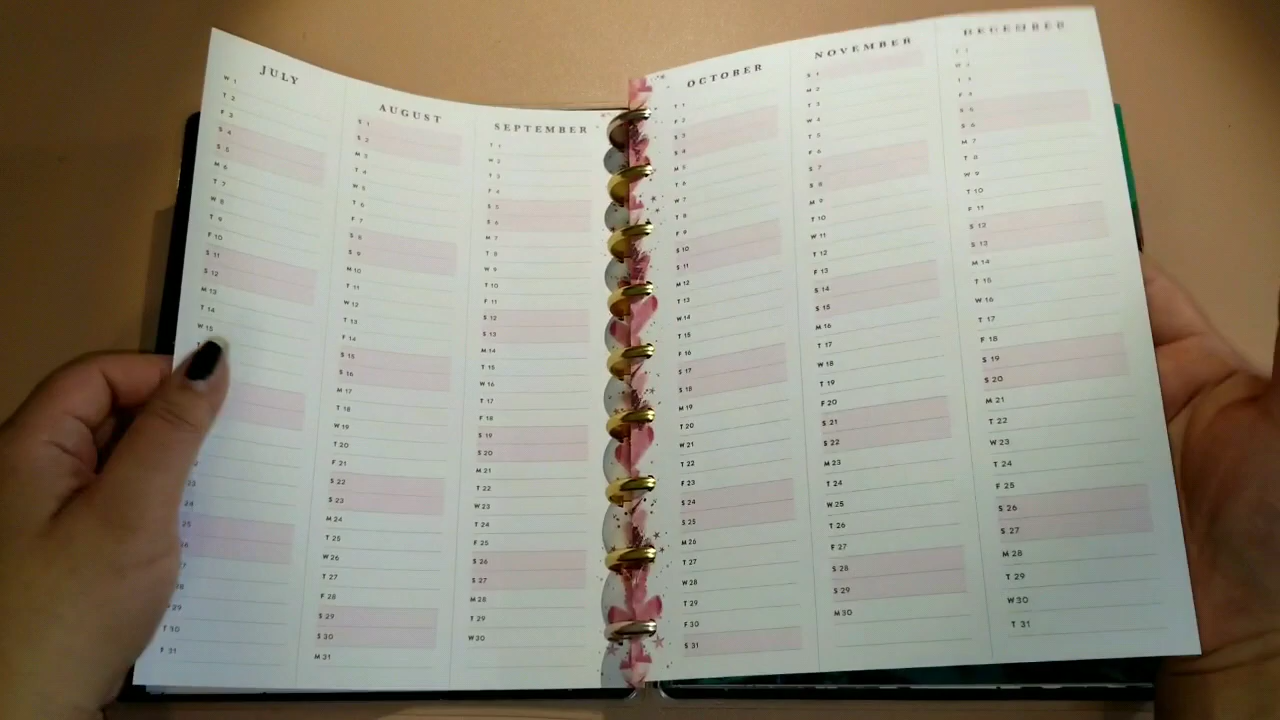 JULY
W 1
T 2
F 3
S 4
S 5
M 6
T 7
W 8
T 9
F 10
S 11
S 12
M 13
T 14
W 15
T 30
F 31
AUGUST
S 1
S 2
M 3
T 4
W 5
T 6
F 7
S 8
S 9
M 10
T 11
W 12
T 13
F 14
S 15
S 16
M 17
T 18
W 19
T 20
F 21
S 22
S 23
M 24
T 25
W 26
T 27
F 28
S 29
S 30
M 31
SEPTEMBER
T 1
W 2
T 3
F 4
S 5
S 6
M 7
T 8
W 9
T 10
F 11
S 12
S 13
M 14
T 15
W 16
T 17
F 18
S 19
S 20
M 21
T 22
W 23
T 24
F 25
S 26
S 27
M 28
T 29
W 30
OCTOBER
T 1
F 2
S 3
S 4
M 5
T 6
W 7
T 8
F 9
S 10
S 11
M 12
T 13
W 14
T 15
F 16
S 17
S 18
M 19
T 20
W 21
T 22
F 23
S 24
S 25
M 26
T 27
W 28
T 29
F 30
S 31
NOVEMBER
S 1
M 2
T 3
W 4
T 5
F 6
S 7
S 8
M 9
T 10
W 11
T 12
F 13
S 14
S 15
M 16
T 17
W 18
T 19
F 20
S 21
S 22
M 23
T 24
W 25
T 26
F 27
S 28
S 29
M 30
DECEMBER
T 1
W 2
T 3
F 4
S 5
S 6
M 7
T 8
W 9
T 10
F 11
S 12
S 13
M 14
T 15
W 16
T 17
F 18
S 19
S 20
M 21
T 22
W 23
T 24
F 25
S 26
S 27
M 28
T 29
W 30
T 31